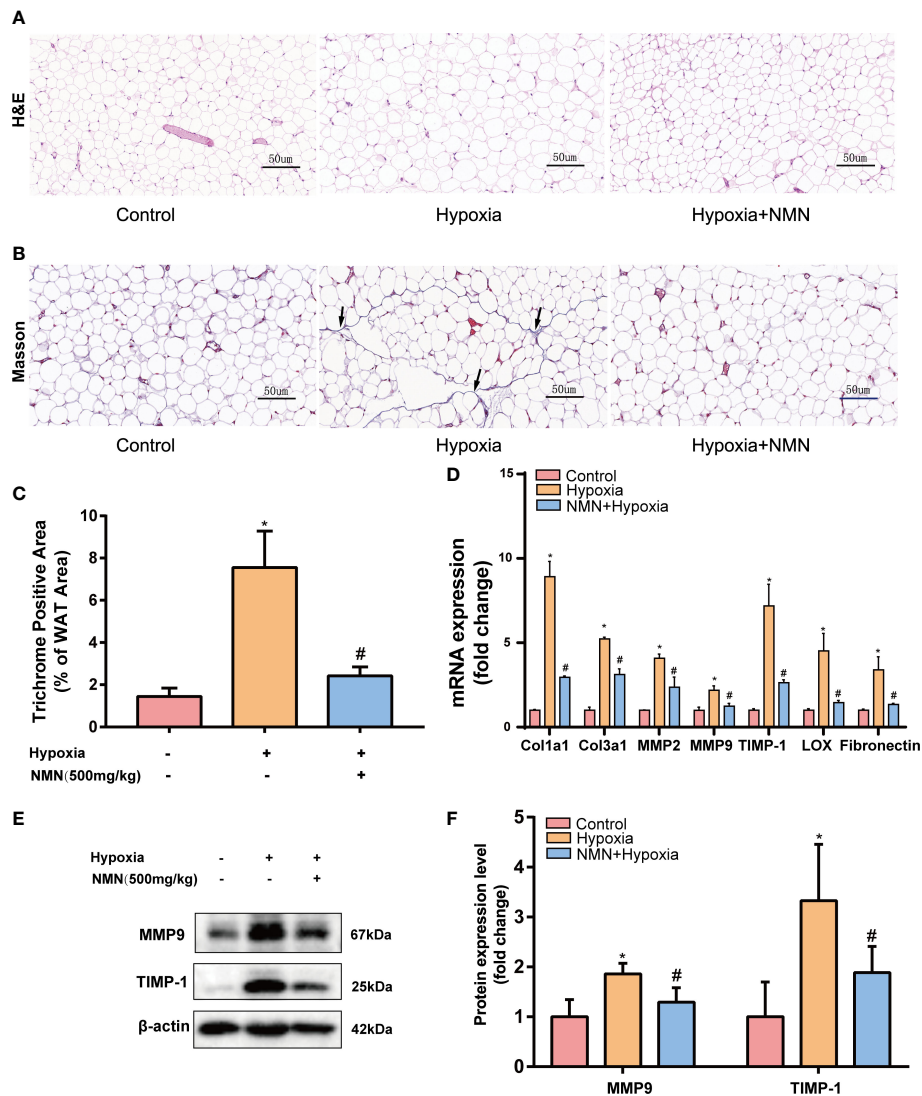 A
H&E
50um
50um
50um
Control
Hypoxia
Hypoxia+NMN
B
Masson
50um
50um
50um
Control
Hypoxia
Hypoxia+NMN
C
Trichrome Positive Area
(% of WAT Area)
10
8
6
4
2
0
*
#
Hypoxia - + +
NMN(500mg/kg) - - +
D
mRNA expression
(fold change)
15
10
5
0
Control
Hypoxia
NMN+Hypoxia
* # * # * # * # * # * # * #
Col1a1 Col3a1 MMP2 MMP9 TIMP-1 LOX Fibronectin
E
Hypoxia - + +
NMN(500mg/kg) - - +
MMP9 67kDa
TIMP-1 25kDa
β-actin 42kDa
F
Protein expression level
(fold change)
5
4
3
2
1
0
Control
Hypoxia
NMN+Hypoxia
* # * #
MMP9 TIMP-1